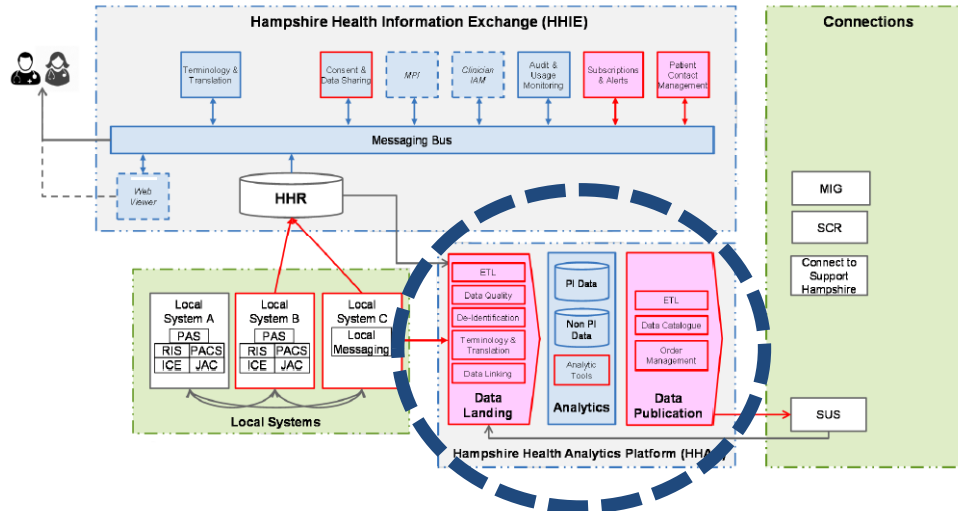 Hampshire Health Information Exchange (HHIE)
Connections
Terminology &
Translation
Consent &
Data Sharing
MPI
Clinician
IAM
Audit &
Usage
Monitoring
Subscriptions
& Alerts
Patient
Contact
Management
Messaging Bus
Web
Viewer
HHR
MIG
SCR
Connect to
Support
Hampshire
SUS
Local
System A
PAS
RIS
PACS
ICE
JAC
Local
System B
PAS
RIS
PACS
ICE
JAC
Local
System C
Local
Messaging
Local Systems
ETL
Data Quality
De-Identification
Terminology &
Translation
Data Linking
Data
Landing
PI Data
Non PI
Data
Analytic
Tools
Analytics
ETL
Data Catalogue
Order
Management
Data
Publication
Hampshire Health Analytics Platform